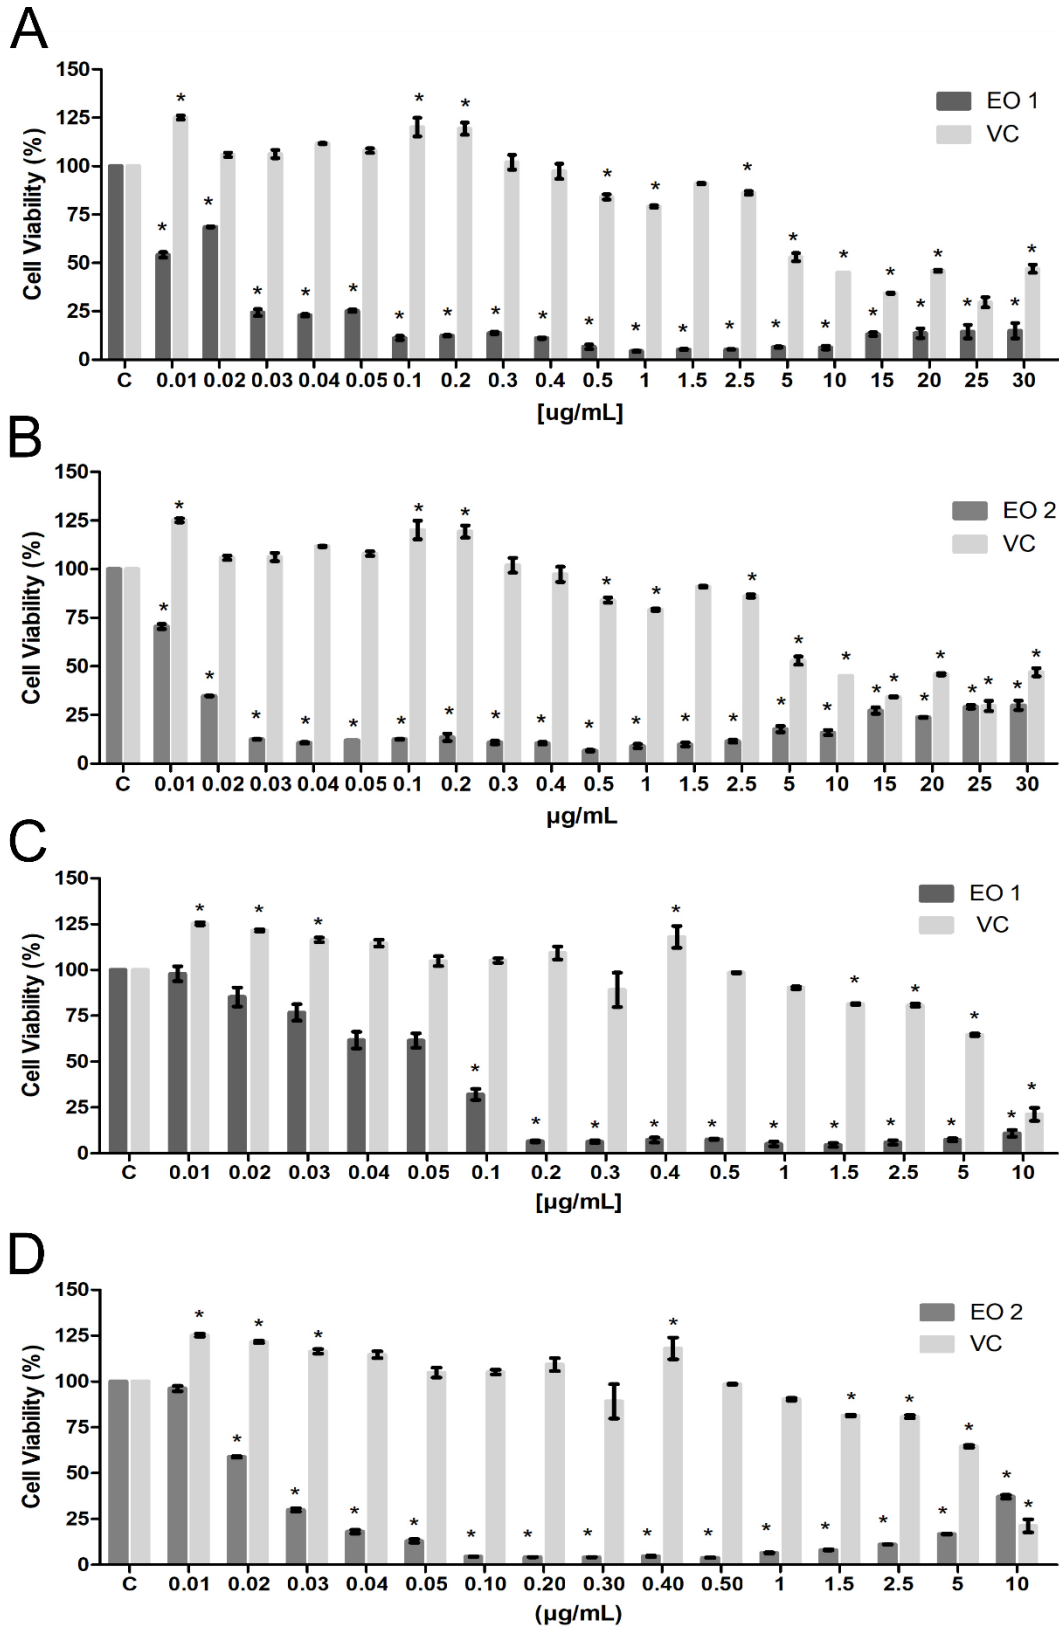 A
150
125
100
75
50
25
0
Cell Viability (%)
EO 1
VC
* * * * * * * * * * * * * * * * * * * * * * * * * * * * * *
C 0.01 0.02 0.03 0.04 0.05 0.1 0.2 0.3 0.4 0.5 1 1.5 2.5 5 10 15 20 25 30
[ug/mL]
B
150
125
100
75
50
25
0
Cell Viability (%)
EO 2
VC
* * * * * * * * * * * * * * * * * * * * * * * * * * * * * * *
C 0.01 0.02 0.03 0.04 0.05 0.1 0.2 0.3 0.4 0.5 1 1.5 2.5 5 10 15 20 25 30
µg/mL
C
150
125
100
75
50
25
0
Cell Viability (%)
EO 1
VC
* * * * * * * * * * * * * * * * * *
C 0.01 0.02 0.03 0.04 0.05 0.1 0.2 0.3 0.4 0.5 1 1.5 2.5 5 10
[µg/mL]
D
150
125
100
75
50
25
0
Cell Viability (%)
EO 2
VC
* * * * * * * * * * * * * * * * * * * * * *
C 0.01 0.02 0.03 0.04 0.05 0.10 0.20 0.30 0.40 0.50 1 1.5 2.5 5 10
(µg/mL)